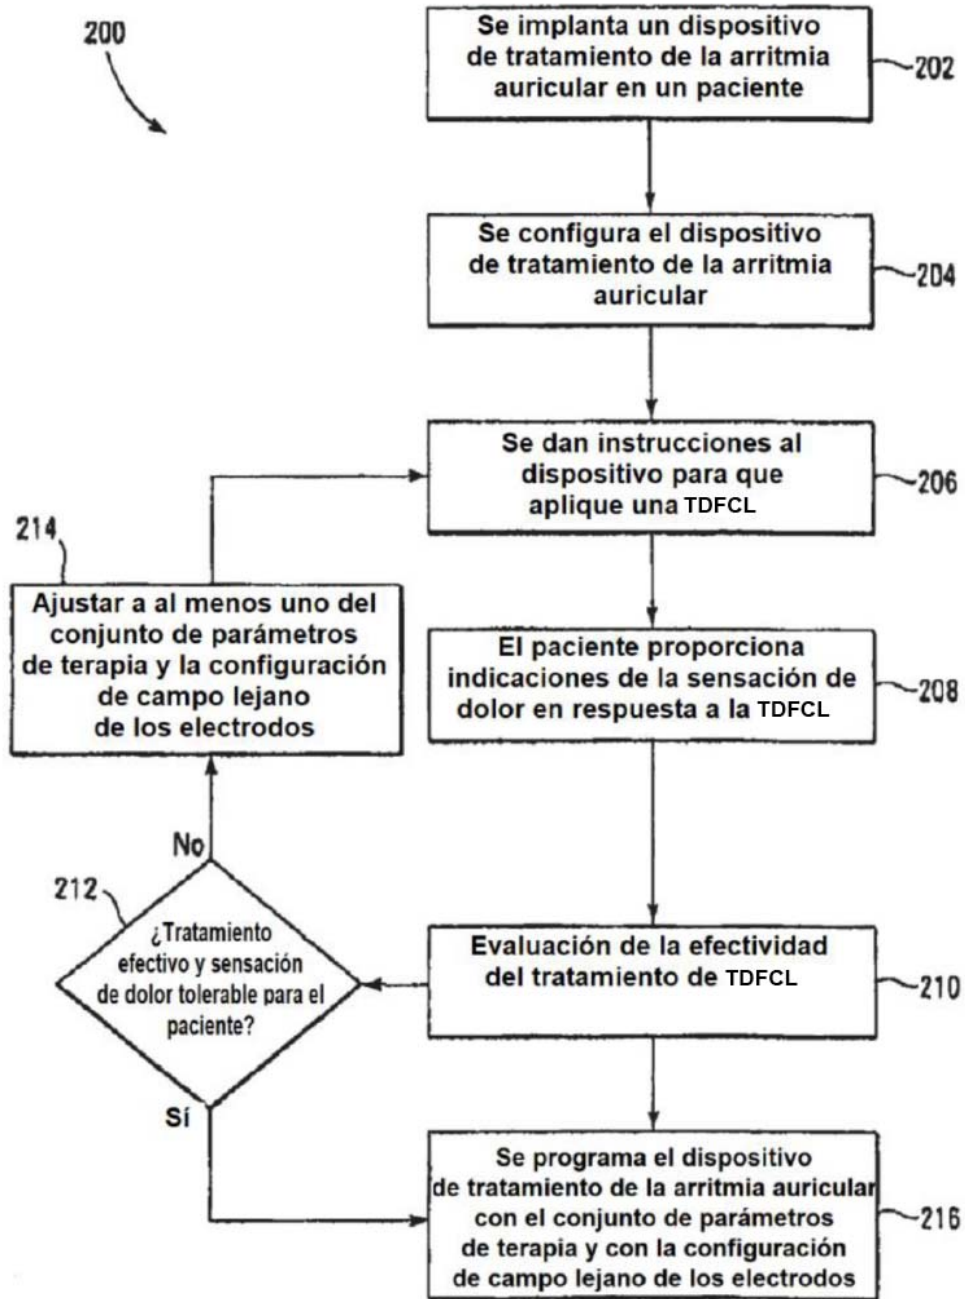 200
Se implanta un dispositivo
de tratamiento de la arritmia
auricular en un paciente
202
Se configura el dispositivo
de tratamiento de la arritmia
auricular
204
Se dan instrucciones al
dispositivo para que
aplique una TDFCL
206
214
Ajustar a al menos uno del
conjunto de parámetros
de terapia y la configuración
de campo lejano
de los electrodos
El paciente proporciona
indicaciones de la sensación de
dolor en respuesta a la TDFCL
208
No
212
¿Tratamiento
efectivo y sensación
de dolor tolerable para el
paciente?
Sí
Evaluación de la efectividad
del tratamiento de TDFCL
210
Se programa el dispositivo
de tratamiento de la arritmia auricular
con el conjunto de parámetros
de terapia y con la configuración
de campo lejano de los electrodos
216